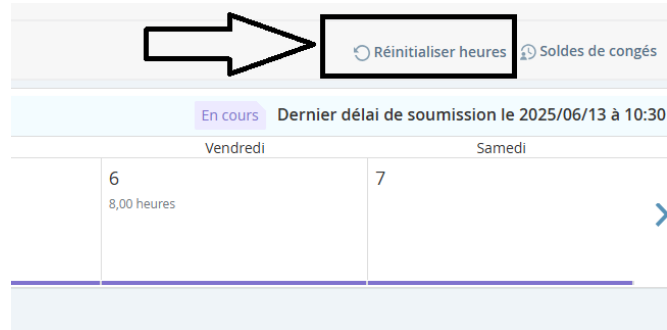 Réinitialiser heures Soldes de congés
En cours Dernier délai de soumission le 2025/06/13 à 10:30
Vendredi Samedi
6 7
8,00 heures